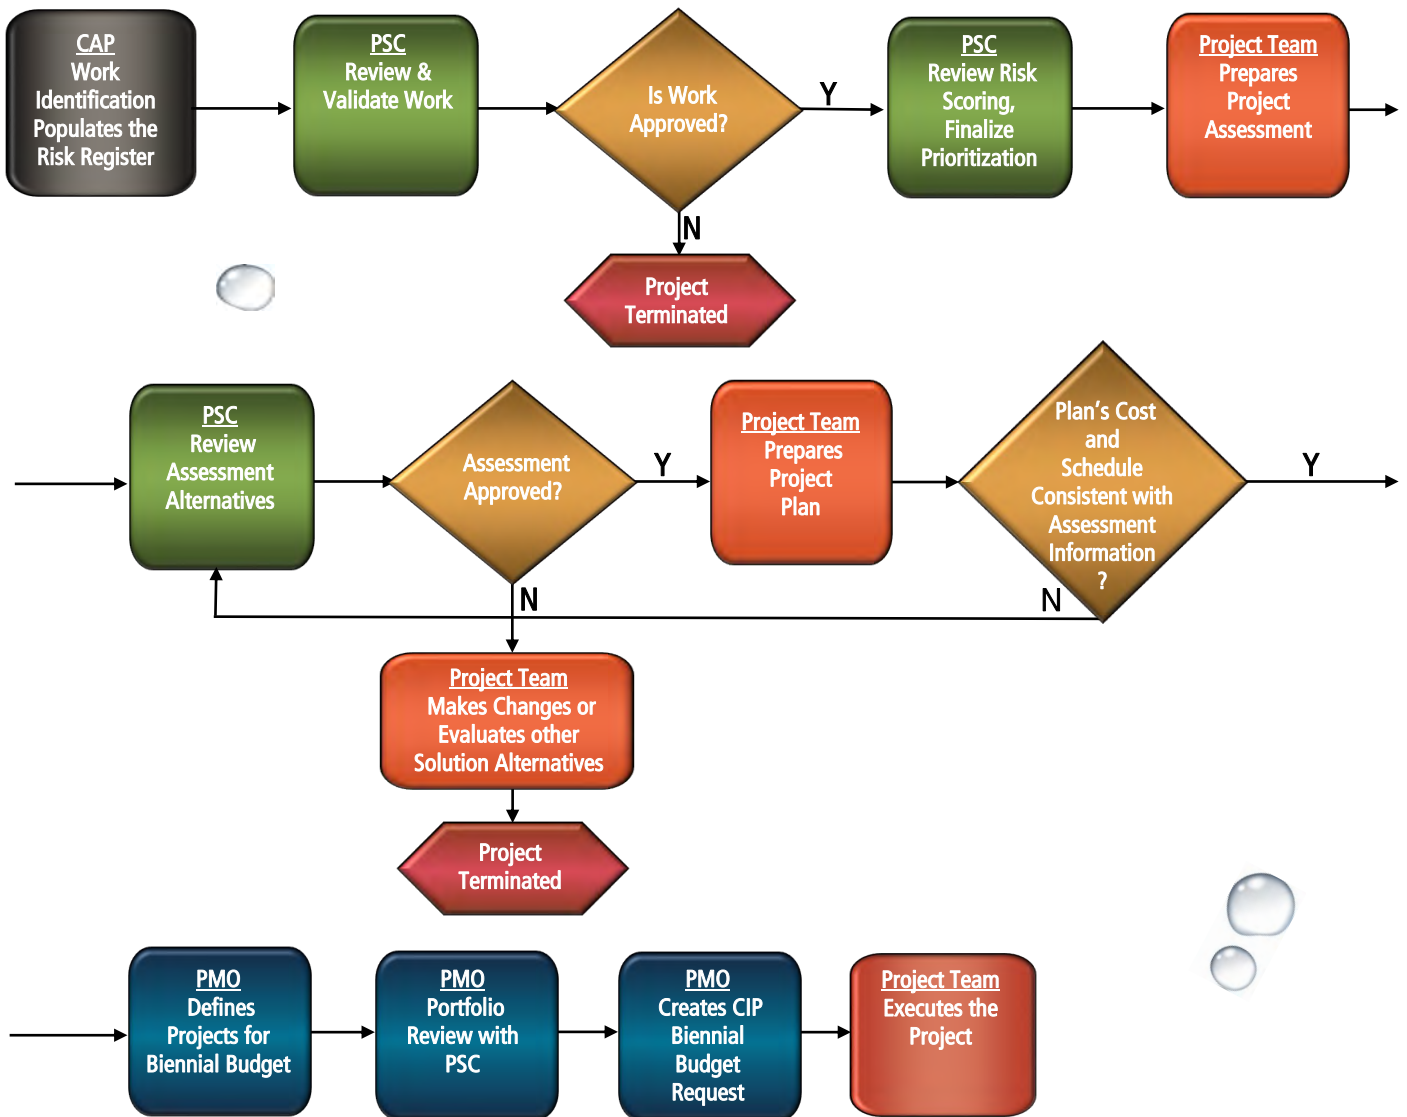 CAP
Work
Identification
Populates the
Risk Register
PSC
Review &
Validate Work
Is Work
Approved?
Y
N
Project
Terminated
PSC
Review Risk
Scoring,
Finalize
Prioritization
Project Team
Prepares
Project
Assessment
PSC
Review
Assessment
Alternatives
Assessment
Approved?
Y
N
Project Team
Makes Changes or
Evaluates other
Solution Alternatives
Project
Terminated
Project Team
Prepares
Project
Plan
Plan's Cost
and
Schedule
Consistent with
Assessment
Information
?
Y
N
PMO
Defines
Projects for
Biennial Budget
PMO
Portfolio
Review with
PSC
PMO
Creates CIP
Biennial
Budget
Request
Project Team
Executes the
Project